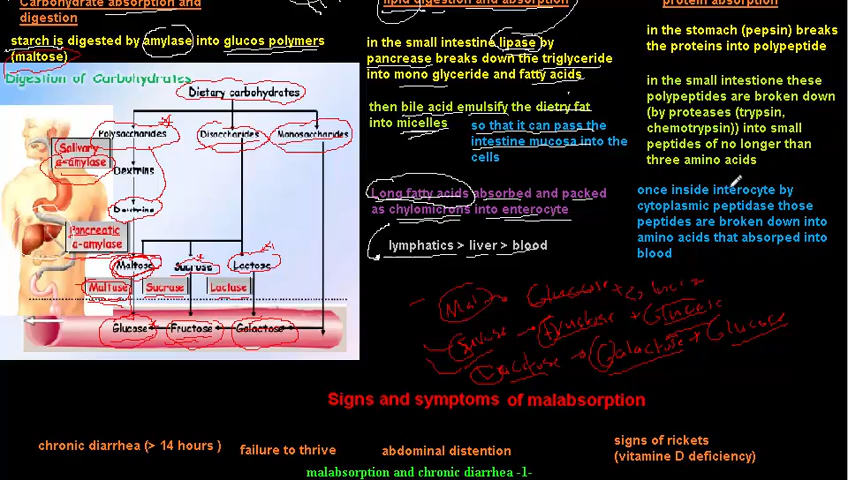 Carbohydrate absorption and
digestion
starch is digested by amylase into glucos polymers
(maltose)
Digestion of Carbohydrates
Dietary carbohydrates
Polysaccharides
Disaccharides
Monosaccharides
Salivary
α-amylase
Dextrins
Dextrins
Pancreatic
α-amylase
Maltose
Sucrose
Lactose
Maltase
Sucrase
Lactase
Glucose
Fructose
Galactose
lipid digestion and absorption
in the small intestine lipase by
pancrease breaks down the triglyceride
into mono glyceride and fatty acids
then bile acid emulsify the dietry fat
into micelles
so that it can pass the
intestine mucosa into the
cells
Long fatty acids absorbed and packed
as chylomicrons into enterocyte
lymphatics > liver > blood
protein absorption
in the stomach (pepsin) breaks
the proteins into polypeptide
in the small intestione these
polypeptides are broken down
(by proteases (trypsin,
chemotrypsin)) into small
peptides of no longer than
three amino acids
once inside interocyte by
cytoplasmic peptidase those
peptides are broken down into
amino acids that absorped into
blood
Glucose +
→ Fructose + Glucose
→ Galactose + Glucose
Signs and symptoms of malabsorption
chronic diarrhea (> 14 hours )
failure to thrive
abdominal distention
signs of rickets
(vitamine D deficiency)
malabsorption and chronic diarrhea -1-